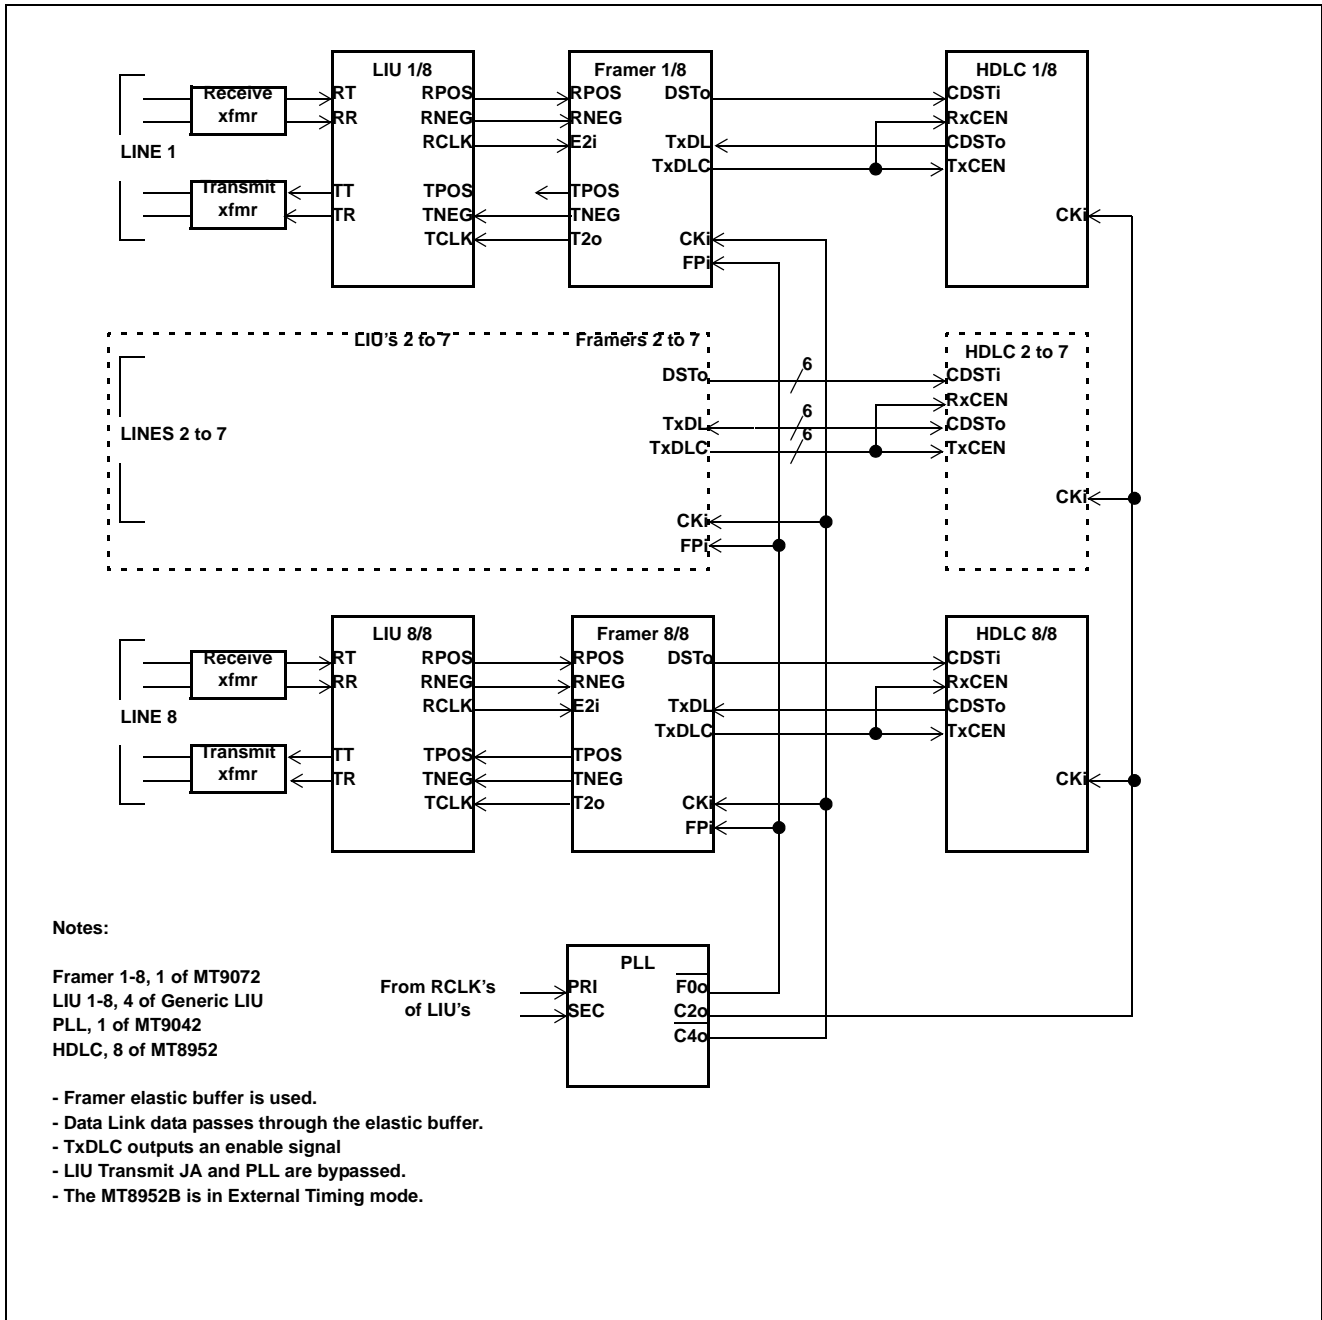 LIU 1/8 Framer 1/8 HDLC 1/8
Receive RT RPOS RPOS DSTo CDSTi
xfmr RR RNEG RNEG RxCEN
RCLK E2i TxDL CDSTo
LINE 1
TxDLC TxCEN
Transmit TT TPOS TPOS
xfmr TR TNEG TNEG CKi
TCLK T2o CKi
FPi
LIU's 2 to 7 Framers 2 to 7 HDLC 2 to 7
DSTo 6 CDSTi
RxCEN
TxDL 6 CDSTo
LINES 2 to 7
TxDLC 6 TxCEN
CKi
CKi
FPi
LIU 8/8 Framer 8/8 HDLC 8/8
Receive RT RPOS RPOS DSTo CDSTi
xfmr RR RNEG RNEG RxCEN
RCLK E2i TxDL CDSTo
LINE 8
TxDLC TxCEN
Transmit TT TPOS TPOS
xfmr TR TNEG TNEG CKi
TCLK T2o CKi
FPi
Notes:
PLL
Framer 1-8, 1 of MT9072
From RCLK's PRI F0o
LIU 1-8, 4 of Generic LIU
of LIU's SEC C2o
PLL, 1 of MT9042
C4o
HDLC, 8 of MT8952
- Framer elastic buffer is used.
- Data Link data passes through the elastic buffer.
- TxDLC outputs an enable signal
- LIU Transmit JA and PLL are bypassed.
- The MT8952B is in External Timing mode.